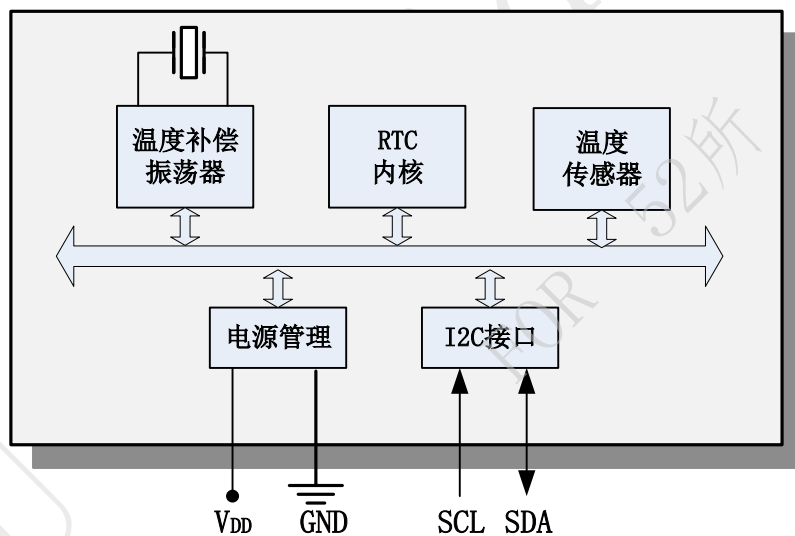 温度补偿
振荡器
RTC
内核
温度
传感器
电源管理
I2C接口
VDD
GND
SCL
SDA
FOR 52所